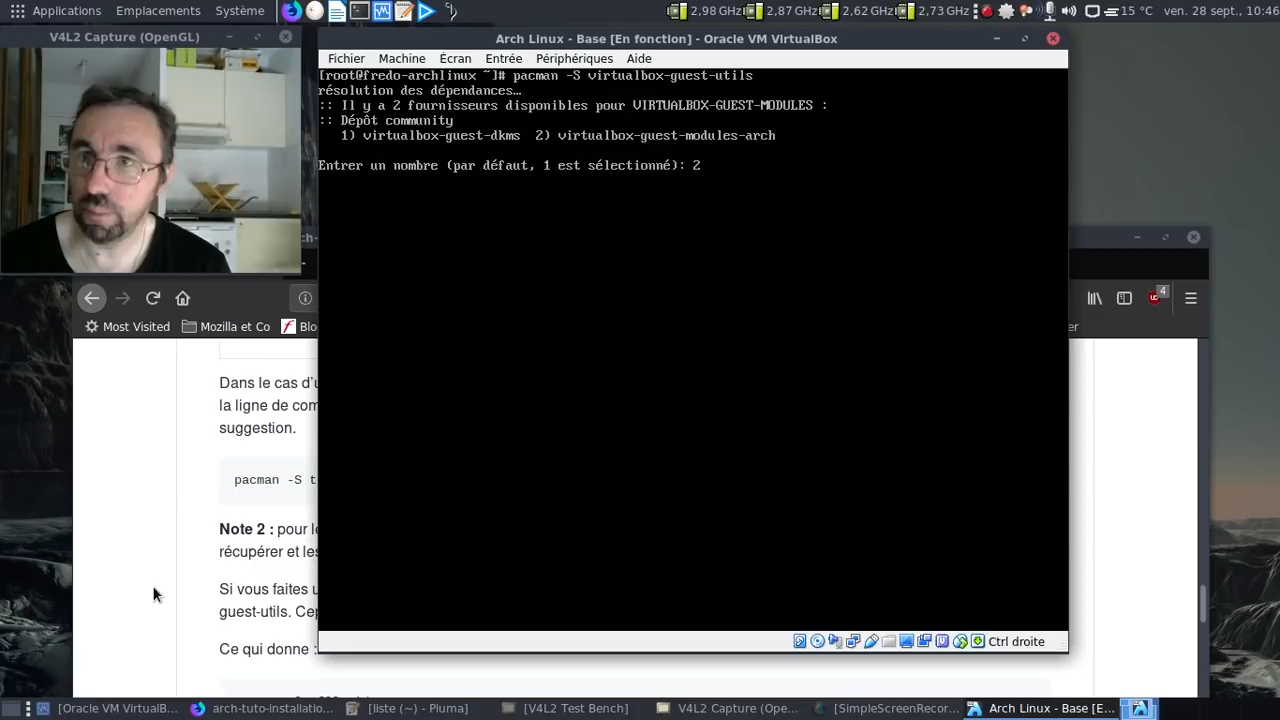 Applications Emplacements Système
2,98 GHz 2,87 GHz 2,62 GHz 2,73 GHz 15 °C ven. 28 sept., 10:46
V4L2 Capture (OpenGL)
Arch Linux - Base [En fonction] - Oracle VM VirtualBox
Fichier Machine Écran Entrée Périphériques Aide
[root@fredo-archlinux ~]# pacman -S virtualbox-guest-utils
résolution des dépendances…
:: Il y a 2 fournisseurs disponibles pour VIRTUALBOX-GUEST-MODULES :
:: Dépôt community
1) virtualbox-guest-dkms 2) virtualbox-guest-modules-arch
Entrer un nombre (par défaut, 1 est sélectionné): 2
4
Most Visited Mozilla et Co
Dans le cas
la ligne de
suggestion.
pacman -S
Note 2 : pour
récupérer et
Si vous faites
guest-utils.
Ce qui donne :
Ctrl droite
[Oracle VM VirtualB... arch-tuto-installatio... [liste (~) - Pluma] [V4L2 Test Bench] V4L2 Capture (Ope... [SimpleScreenRecor... Arch Linux - Base [E...